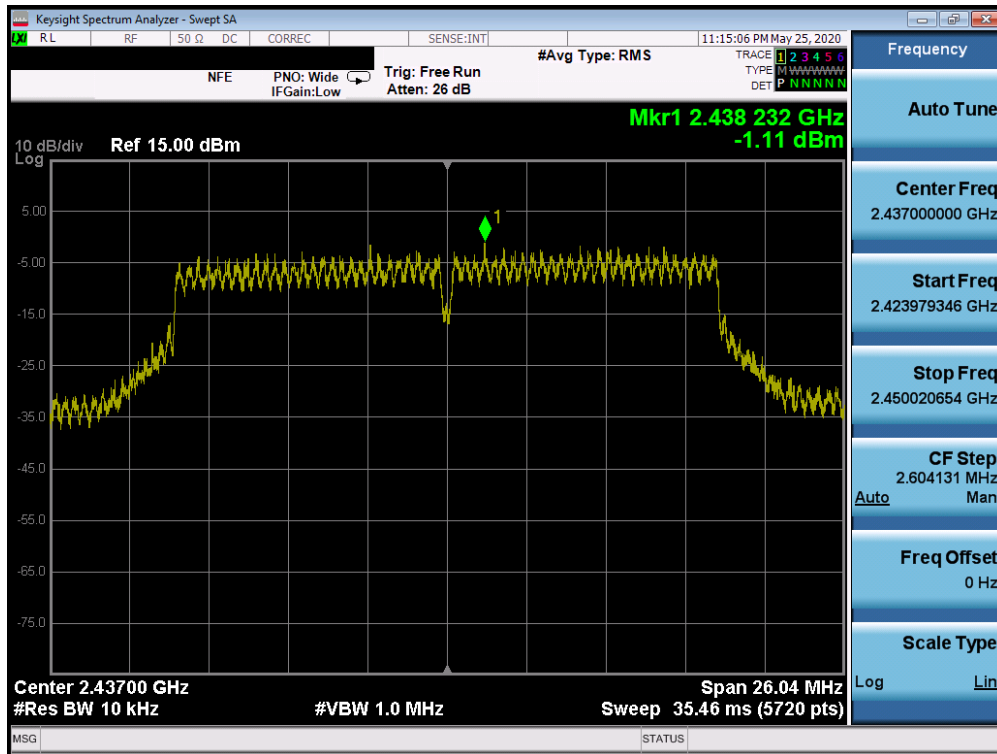 Keysight Spectrum Analyzer - Swept SA
LXI RL RF 50 Ω DC CORREC SENSE:INT 11:15:06 PM May 25, 2020
Frequency
#Avg Type: RMS
TRACE 1 2 3 4 5 6
NFE PNO: Wide Trig: Free Run TYPE M WWWWW
IFGain:Low Atten: 26 dB DET P N N N N N
Auto Tune
Mkr1 2.438 232 GHz
-1.11 dBm
10 dB/div Ref 15.00 dBm
Log
Center Freq
2.437000000 GHz
5.00
1
-5.00
Start Freq
2.423979346 GHz
-15.0
-25.0
Stop Freq
2.450020654 GHz
-35.0
-45.0
CF Step
2.604131 MHz
Auto Man
-55.0
-65.0
Freq Offset
0 Hz
-75.0
Scale Type
Log Lin
Center 2.43700 GHz Span 26.04 MHz
#Res BW 10 kHz #VBW 1.0 MHz Sweep 35.46 ms (5720 pts)
MSG STATUS